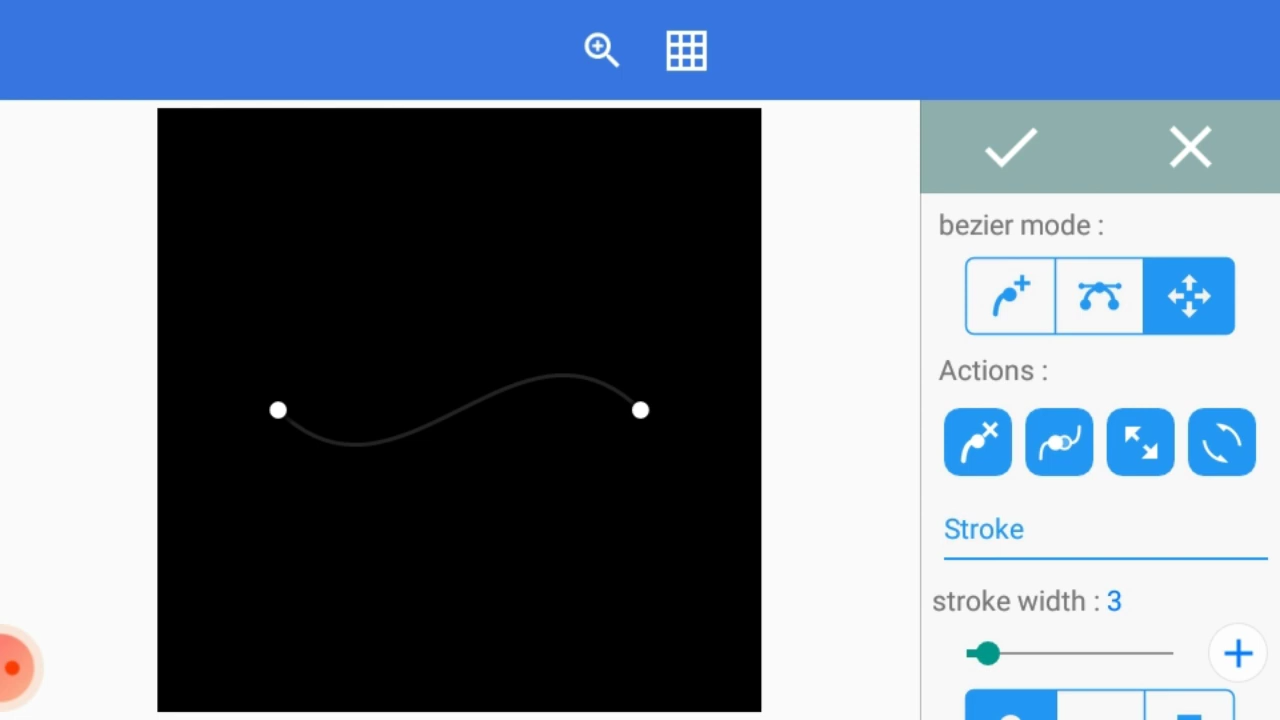 bezier mode :
Actions :
Stroke
stroke width : 3